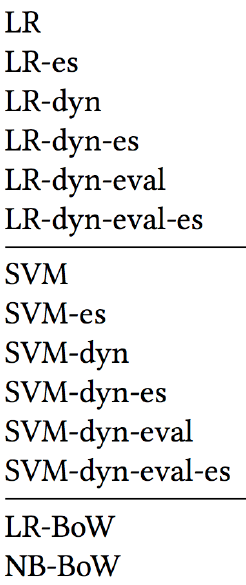 LR
LR-es
LR-dyn
LR-dyn-es
LR-dyn-eval
LR-dyn-eval-es
SVM
SVM-es
SVM-dyn
SVM-dyn-es
SVM-dyn-eval
SVM-dyn-eval-es
LR-BoW
NB-BoW